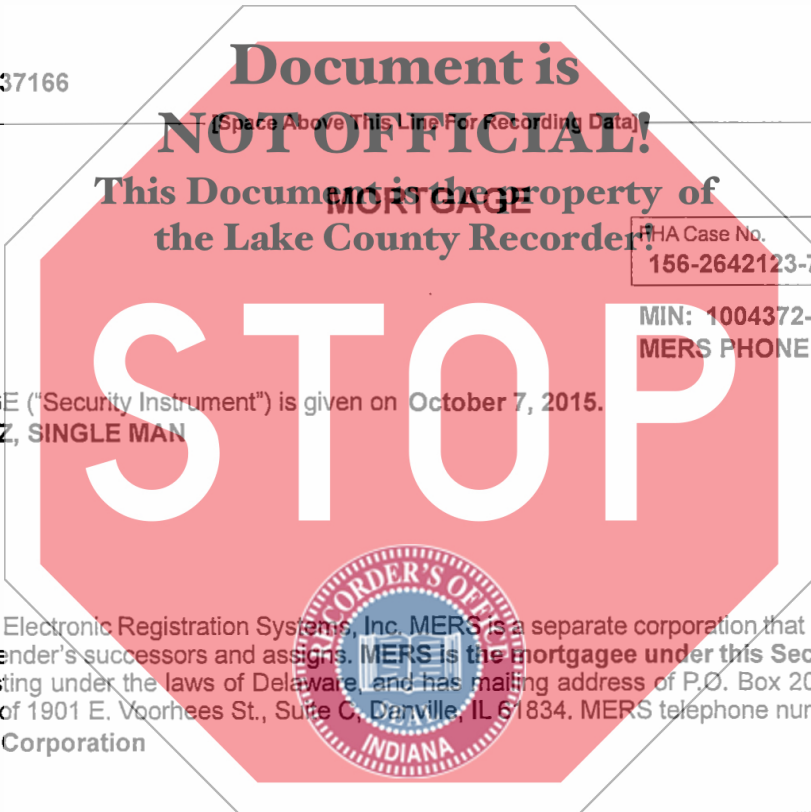 Document is
37166
NOT OFFICIAL!
[Space Above This Line For Recording Data]
This Document is the property of
MORTGAGE
the Lake County Recorder!
FHA Case No.
156-2642123-7
MIN: 1004372-
MERS PHONE
STOP
E (“Security Instrument”) is given on October 7, 2015.
Z, SINGLE MAN
RECORDER'S OFFICE
Electronic Registration Systems, Inc. MERS is a separate corporation that
ender's successors and assigns. MERS is the mortgagee under this Sec
ting under the laws of Delaware, and has mailing address of P.O. Box 20
of 1901 E. Voorhees St., Suite C, Danville, IL 61834. MERS telephone nur
Corporation
INDIANA